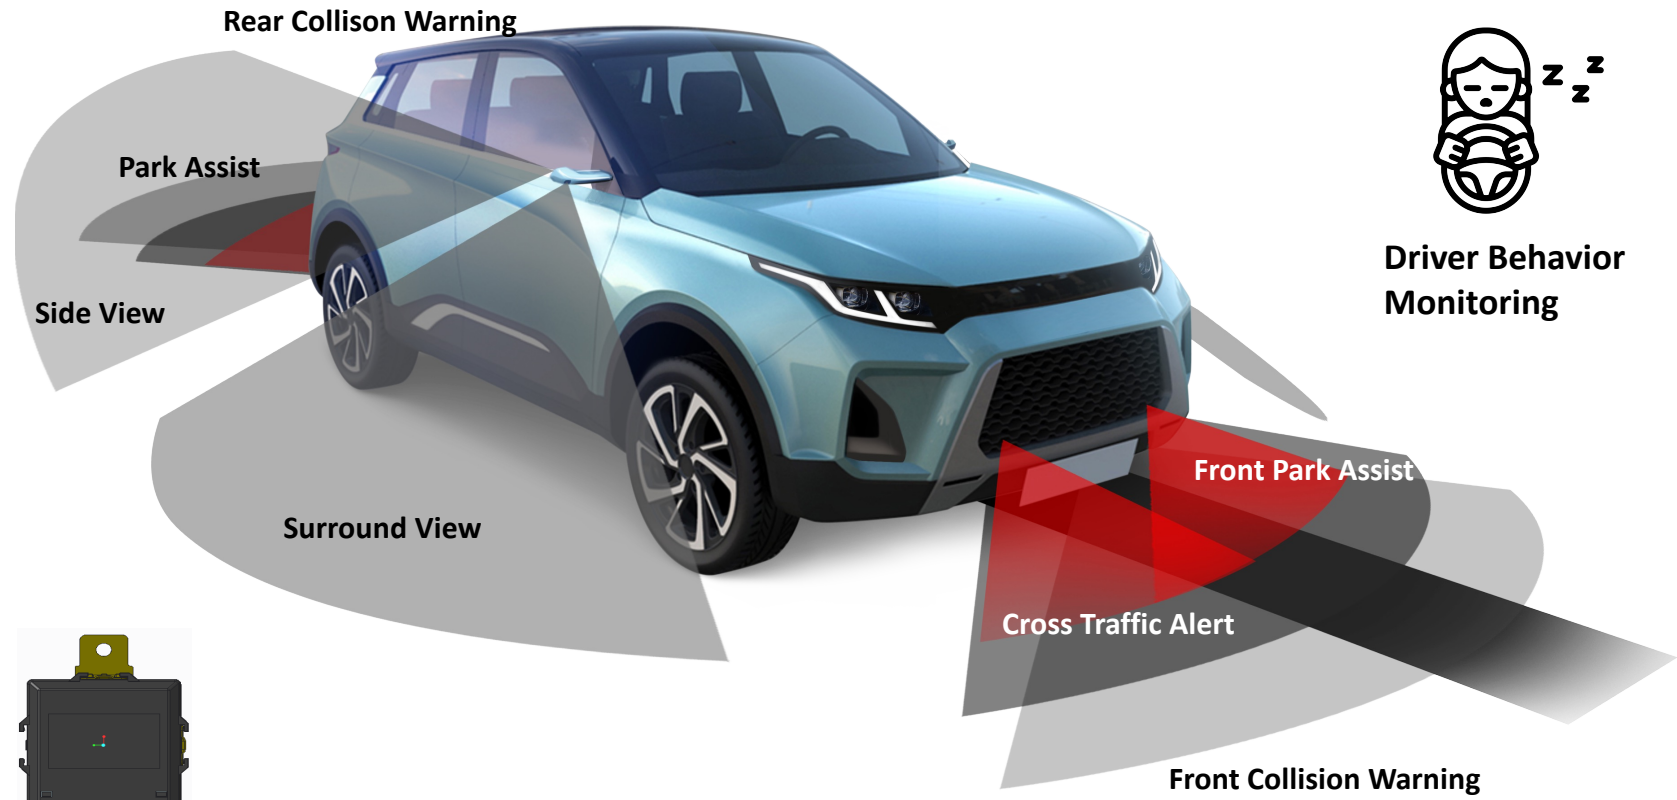 Rear Collison Warning
Park Assist
Side View
Surround View
z z z
Driver Behavior
Monitoring
Front Park Assist
Cross Traffic Alert
Front Collision Warning